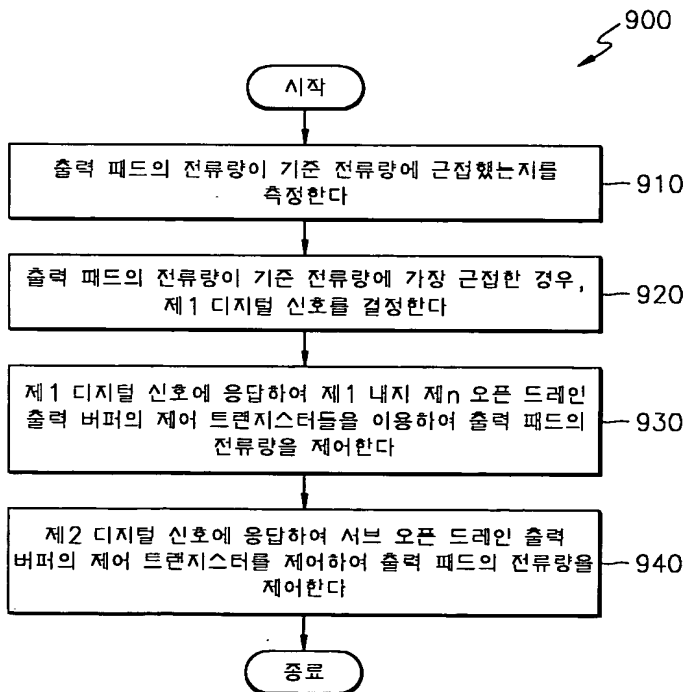 900
시작
출력 패드의 전류량이 기준 전류량에 근접했는지를
측정한다
910
출력 패드의 전류량이 기준 전류량에 가장 근접한 경우,
제1 디지털 신호를 결정한다
920
제1 디지털 신호에 응답하여 제1 내지 제n 오픈 드레인
출력 버퍼의 제어 트랜지스터들을 이용하여 출력 패드의
전류량을 제어한다
930
제2 디지털 신호에 응답하여 서브 오픈 드레인 출력
버퍼의 제어 트랜지스터를 제어하여 출력 패드의 전류량을
제어한다
940
종료